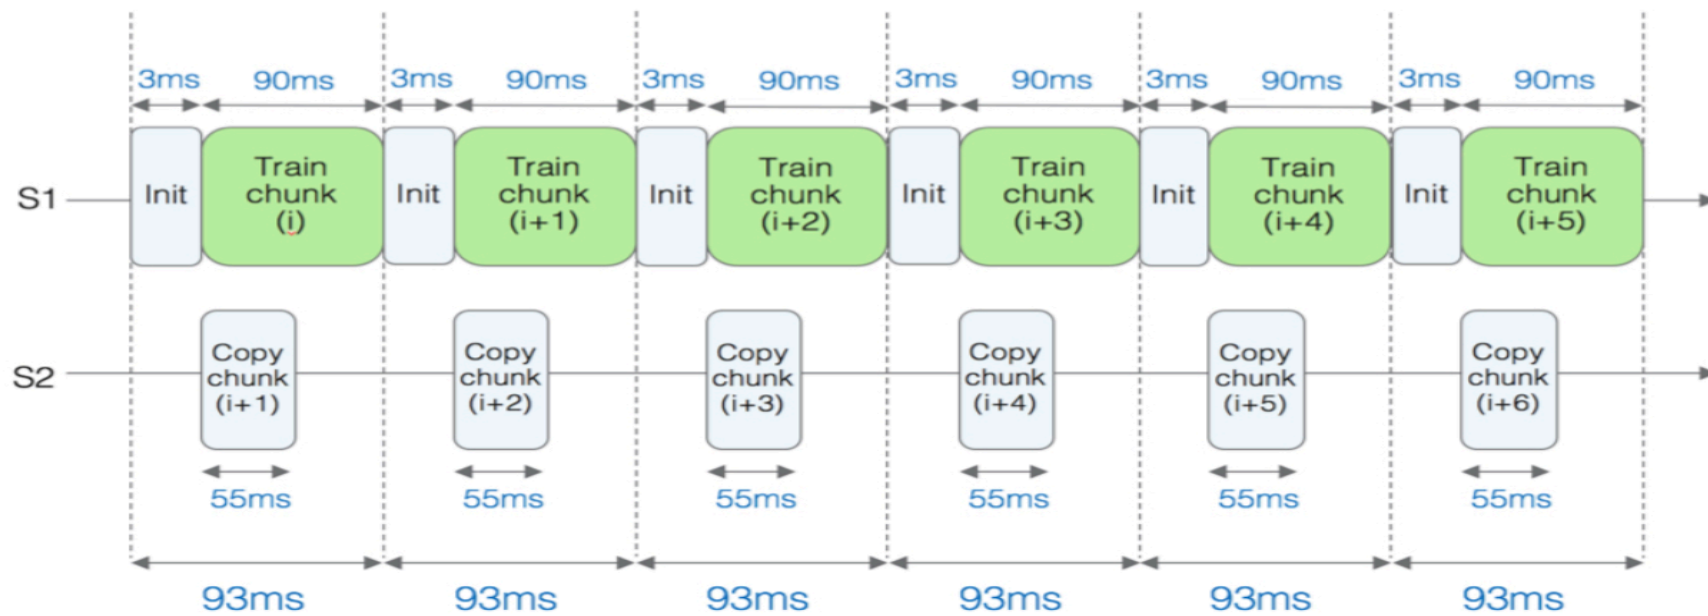 3ms 90ms 3ms 90ms 3ms 90ms 3ms 90ms 3ms 90ms 3ms 90ms
S1
Init
Train
chunk
(i)
Init
Train
chunk
(i+1)
Init
Train
chunk
(i+2)
Init
Train
chunk
(i+3)
Init
Train
chunk
(i+4)
Init
Train
chunk
(i+5)
S2
Copy
chunk
(i+1)
Copy
chunk
(i+2)
Copy
chunk
(i+3)
Copy
chunk
(i+4)
Copy
chunk
(i+5)
Copy
chunk
(i+6)
55ms 55ms 55ms 55ms 55ms 55ms
93ms 93ms 93ms 93ms 93ms 93ms